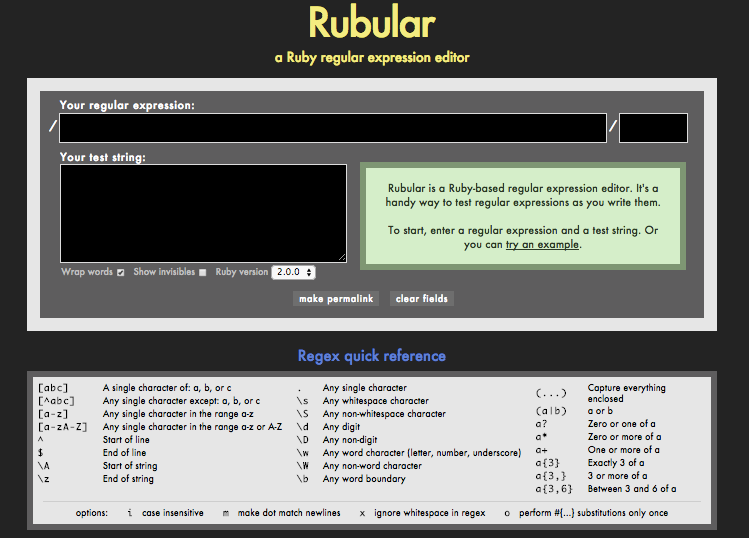 Rubular
a Ruby regular expression editor
Your regular expression:
/ /
Your test string:
Rubular is a Ruby-based regular expression editor. It's a
handy way to test regular expressions as you write them.
To start, enter a regular expression and a test string. Or
you can try an example.
Wrap words Show invisibles Ruby version 2.0.0
make permalink clear fields
Regex quick reference
[abc] A single character of: a, b, or c
[^abc] Any single character except: a, b, or c
[a-z] Any single character in the range a-z
[a-zA-Z] Any single character in the range a-z or A-Z
^ Start of line
$ End of line
\A Start of string
\z End of string
. Any single character
\s Any whitespace character
\S Any non-whitespace character
\d Any digit
\D Any non-digit
\w Any word character (letter, number, underscore)
\W Any non-word character
\b Any word boundary
(...) Capture everything
enclosed
(a|b) a or b
a? Zero or one of a
a* Zero or more of a
a+ One or more of a
a{3} Exactly 3 of a
a{3,} 3 or more of a
a{3,6} Between 3 and 6 of a
options: i case insensitive m make dot match newlines x ignore whitespace in regex o perform #{...} substitutions only once